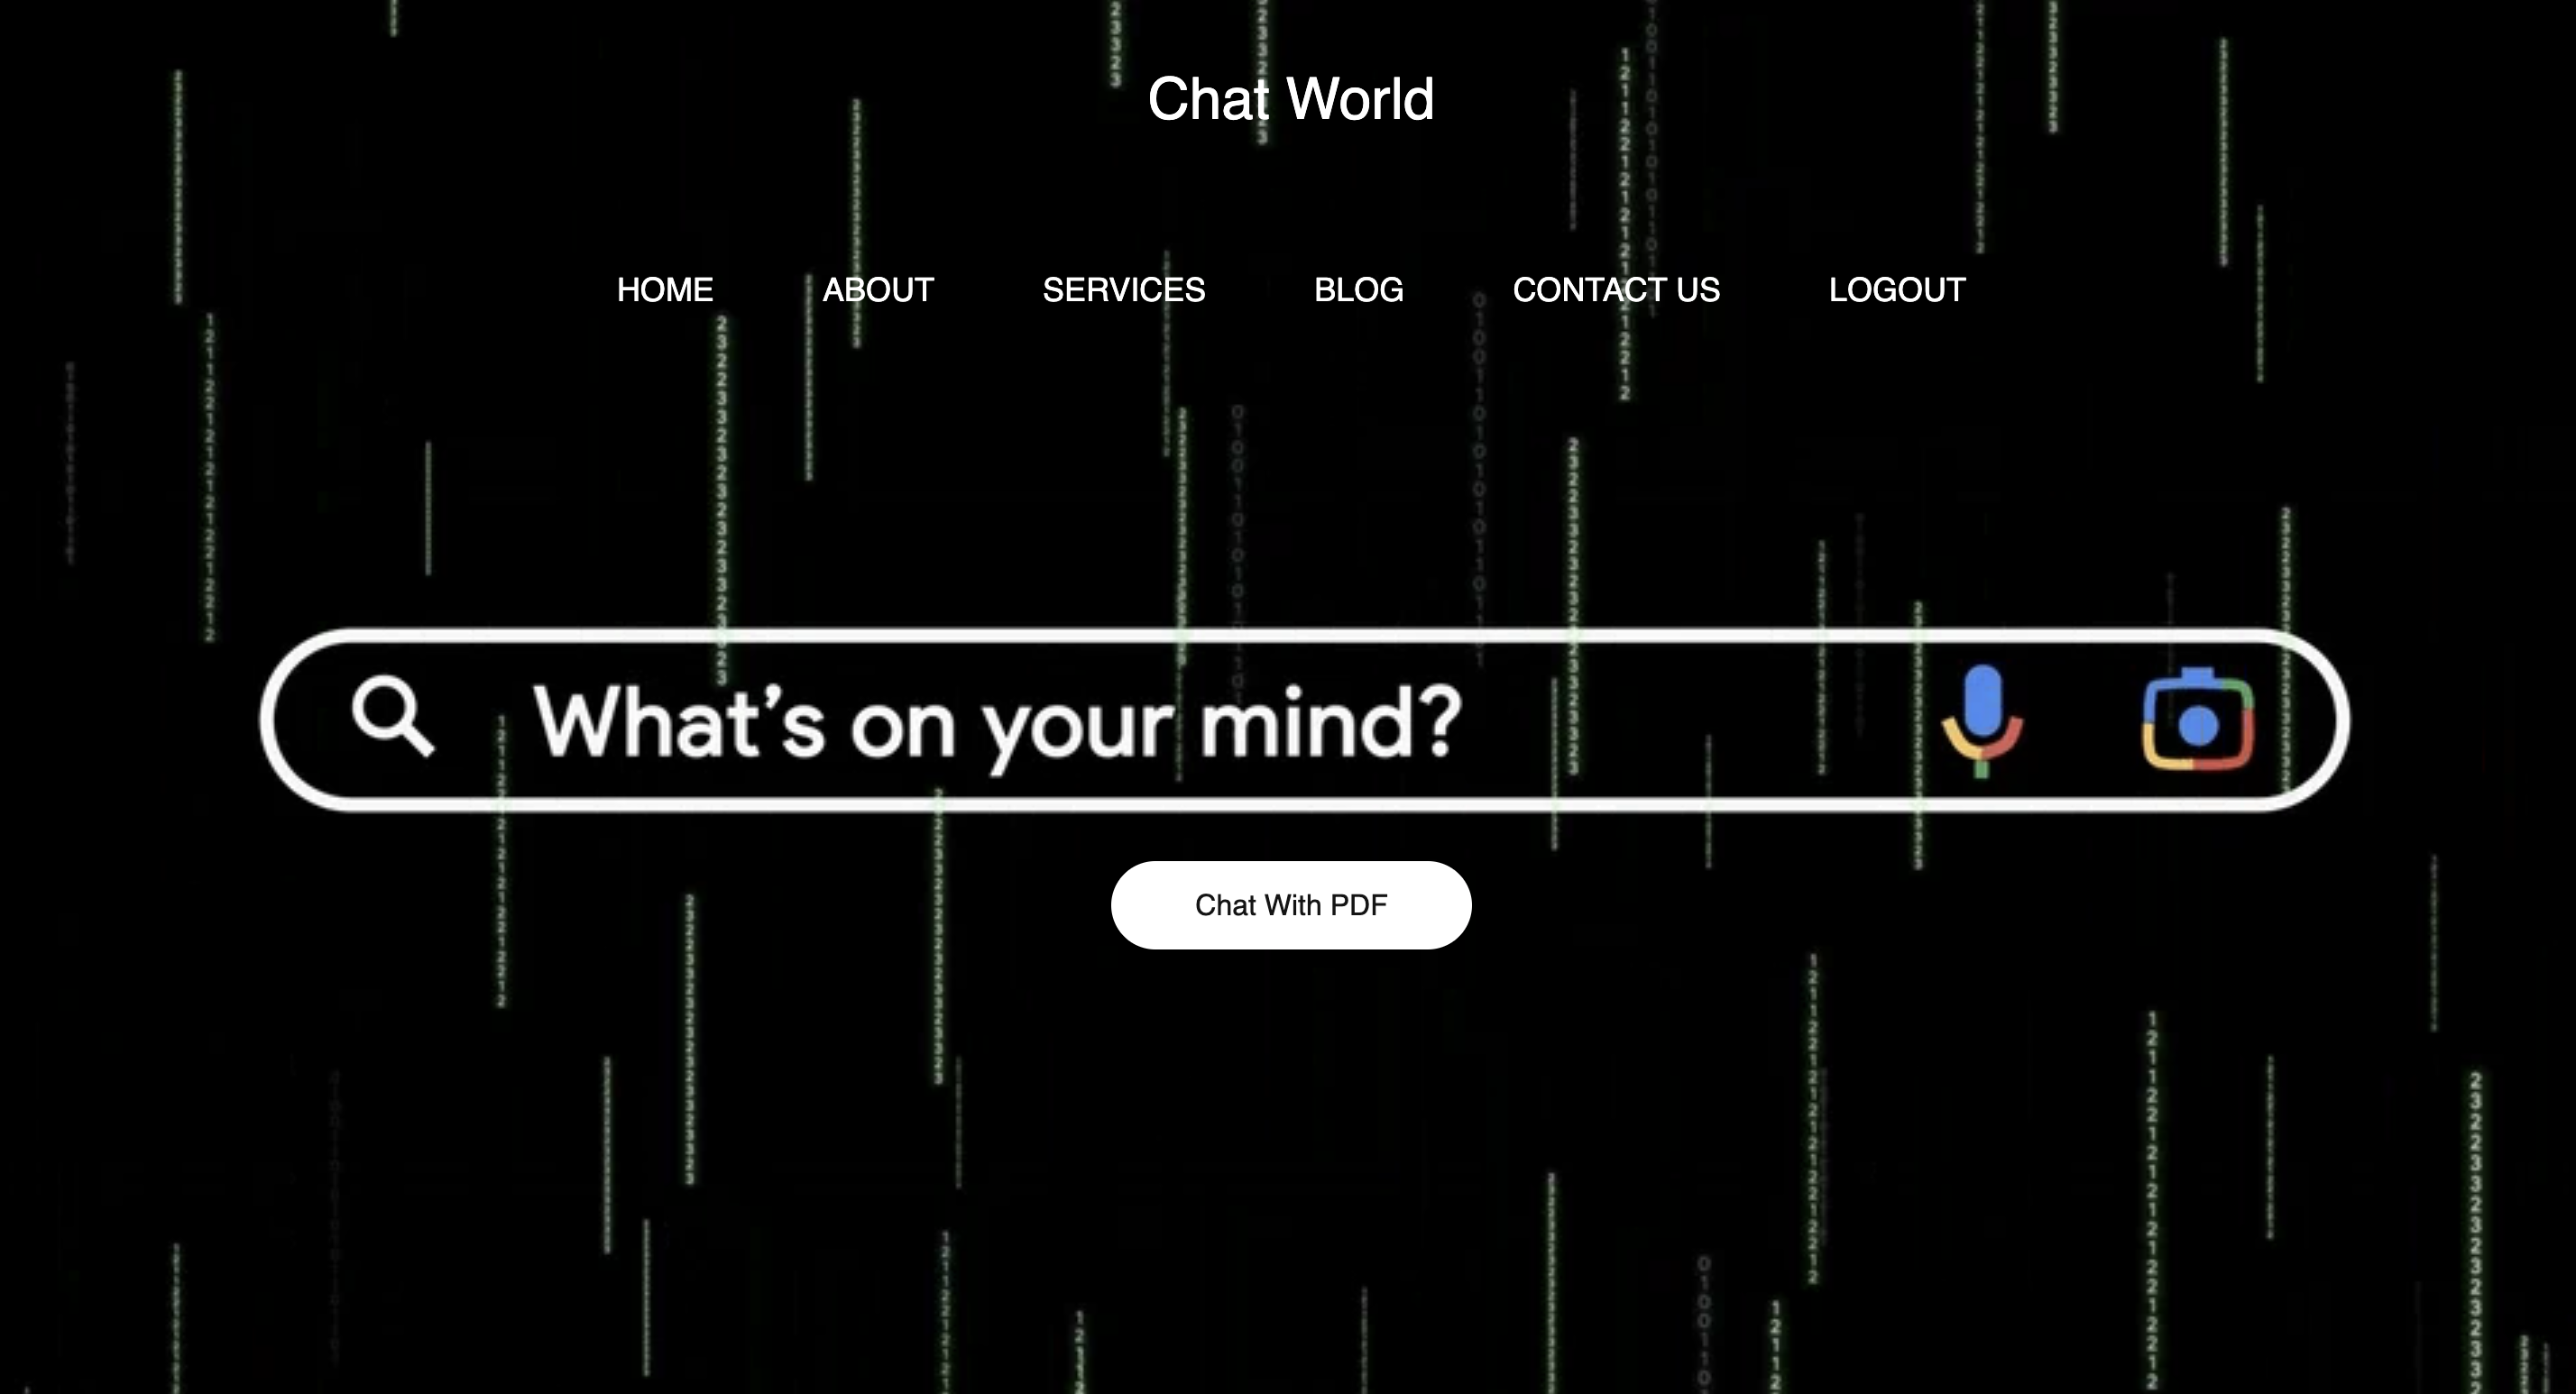 Chat World
HOME ABOUT SERVICES BLOG CONTACT US LOGOUT
What's on your mind?
Chat With PDF